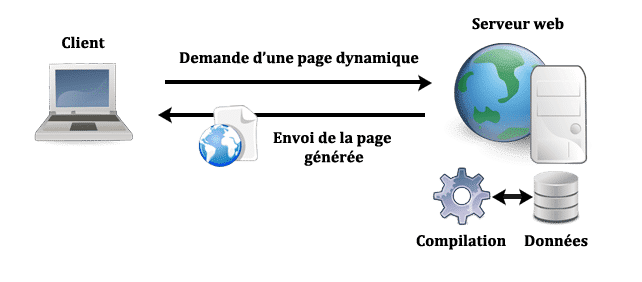 Client
Serveur web
Demande d’une page dynamique
Envoi de la page
générée
Compilation
Données